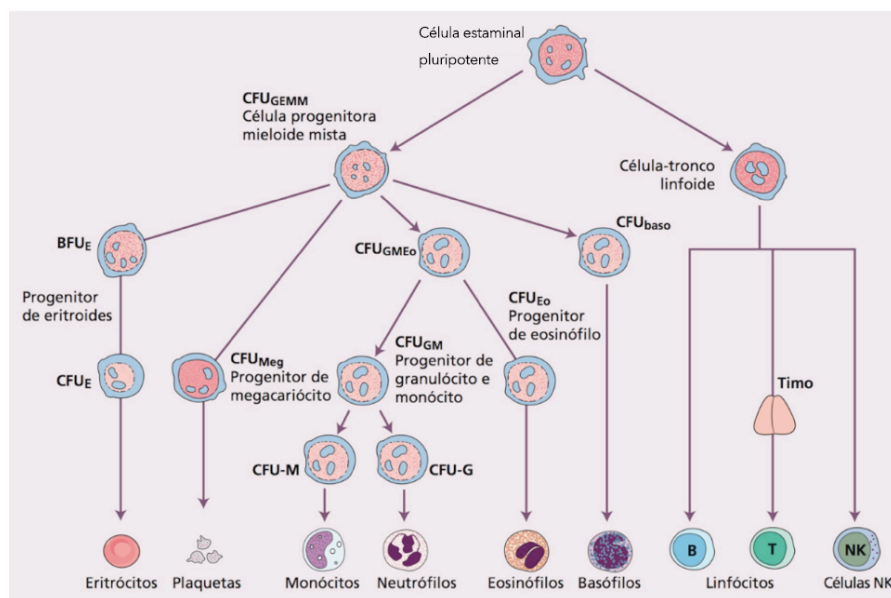 Célula estaminal
pluripotente
CFUGEMM
Célula progenitora
mieloide mista
Célula-tronco
linfoide
BFUE
CFUGMEo
CFUbaso
Progenitor
de eritroides
CFUEo
Progenitor
de eosinófilo
CFUE
CFUMeg
Progenitor de
megacariócito
CFUGM
Progenitor de
granulócito e
monócito
Timo
CFU-M
CFU-G
B
T
NK
Eritrócitos
Plaquetas
Monócitos
Neutrófilos
Eosinófilos
Basófilos
Linfócitos
Células NK